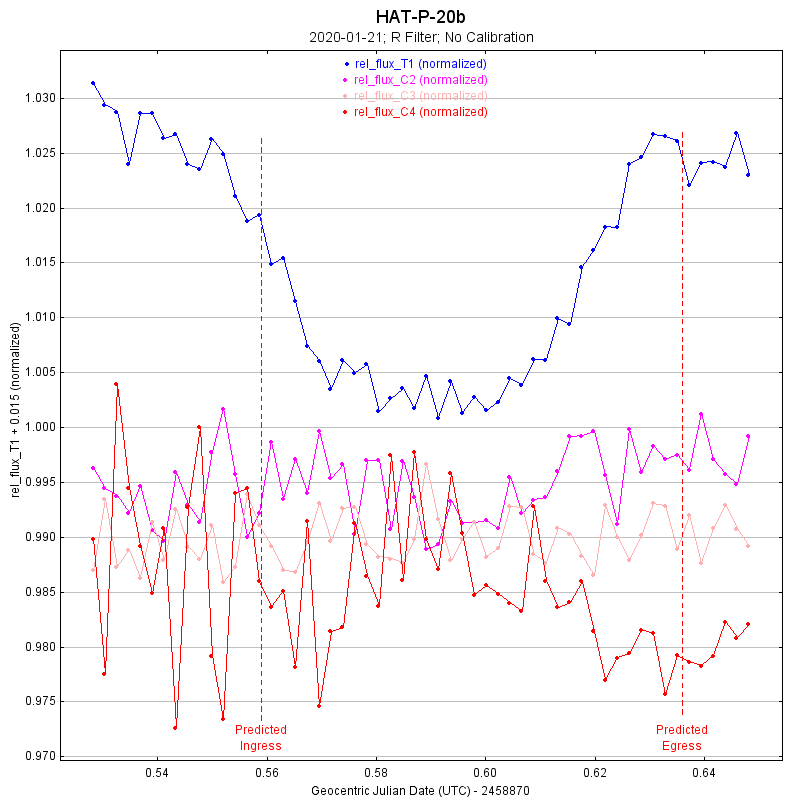 HAT-P-20b
2020-01-21; R Filter; No Calibration
rel_flux_T1 (normalized)
rel_flux_C2 (normalized)
rel_flux_C3 (normalized)
rel_flux_C4 (normalized)
1.030
1.025
1.020
1.015
1.010
1.005
1.000
0.995
0.990
0.985
0.980
0.975
0.970
rel_flux_T1 + 0.015 (normalized)
Predicted
Ingress
Predicted
Egress
0.54 0.56 0.58 0.60 0.62 0.64
Geocentric Julian Date (UTC) - 2458870